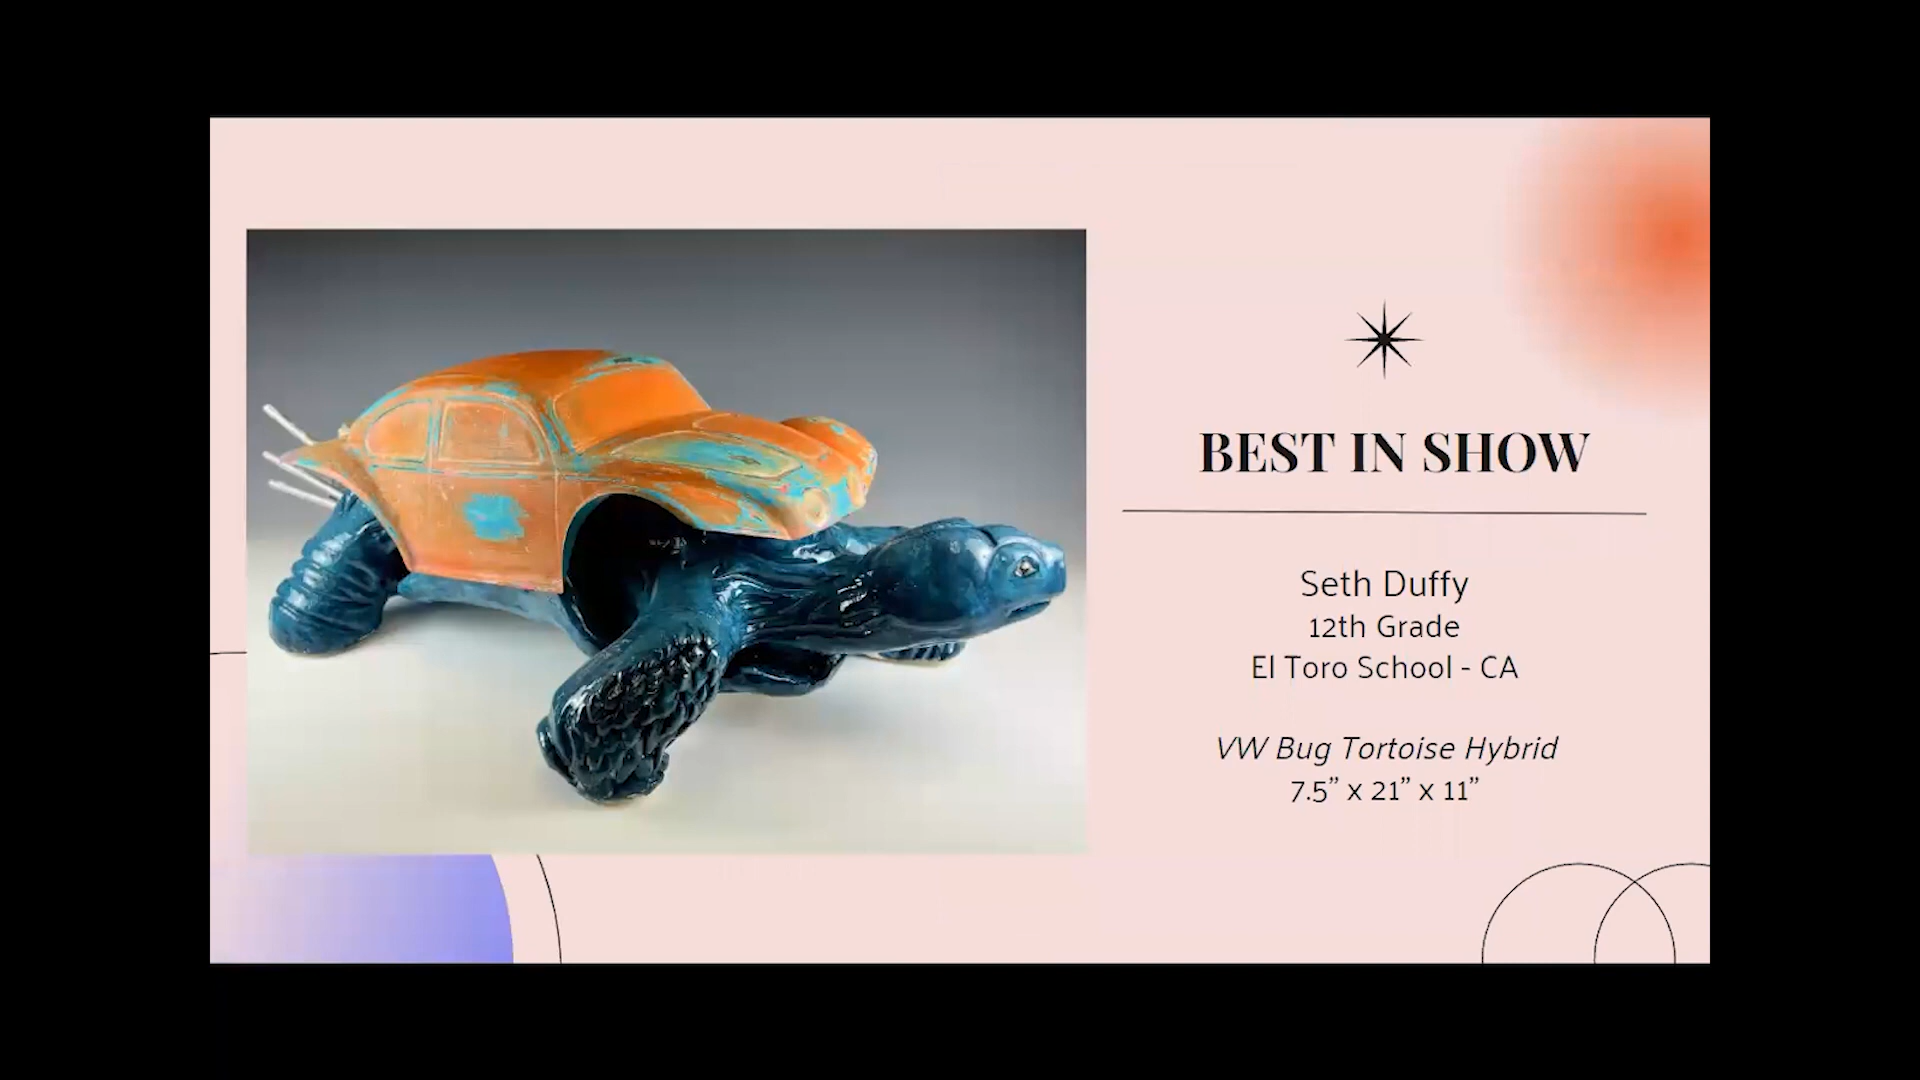 BEST IN SHOW
Seth Duffy
12th Grade
El Toro School - CA
VW Bug Tortoise Hybrid
7.5” x 21” x 11”